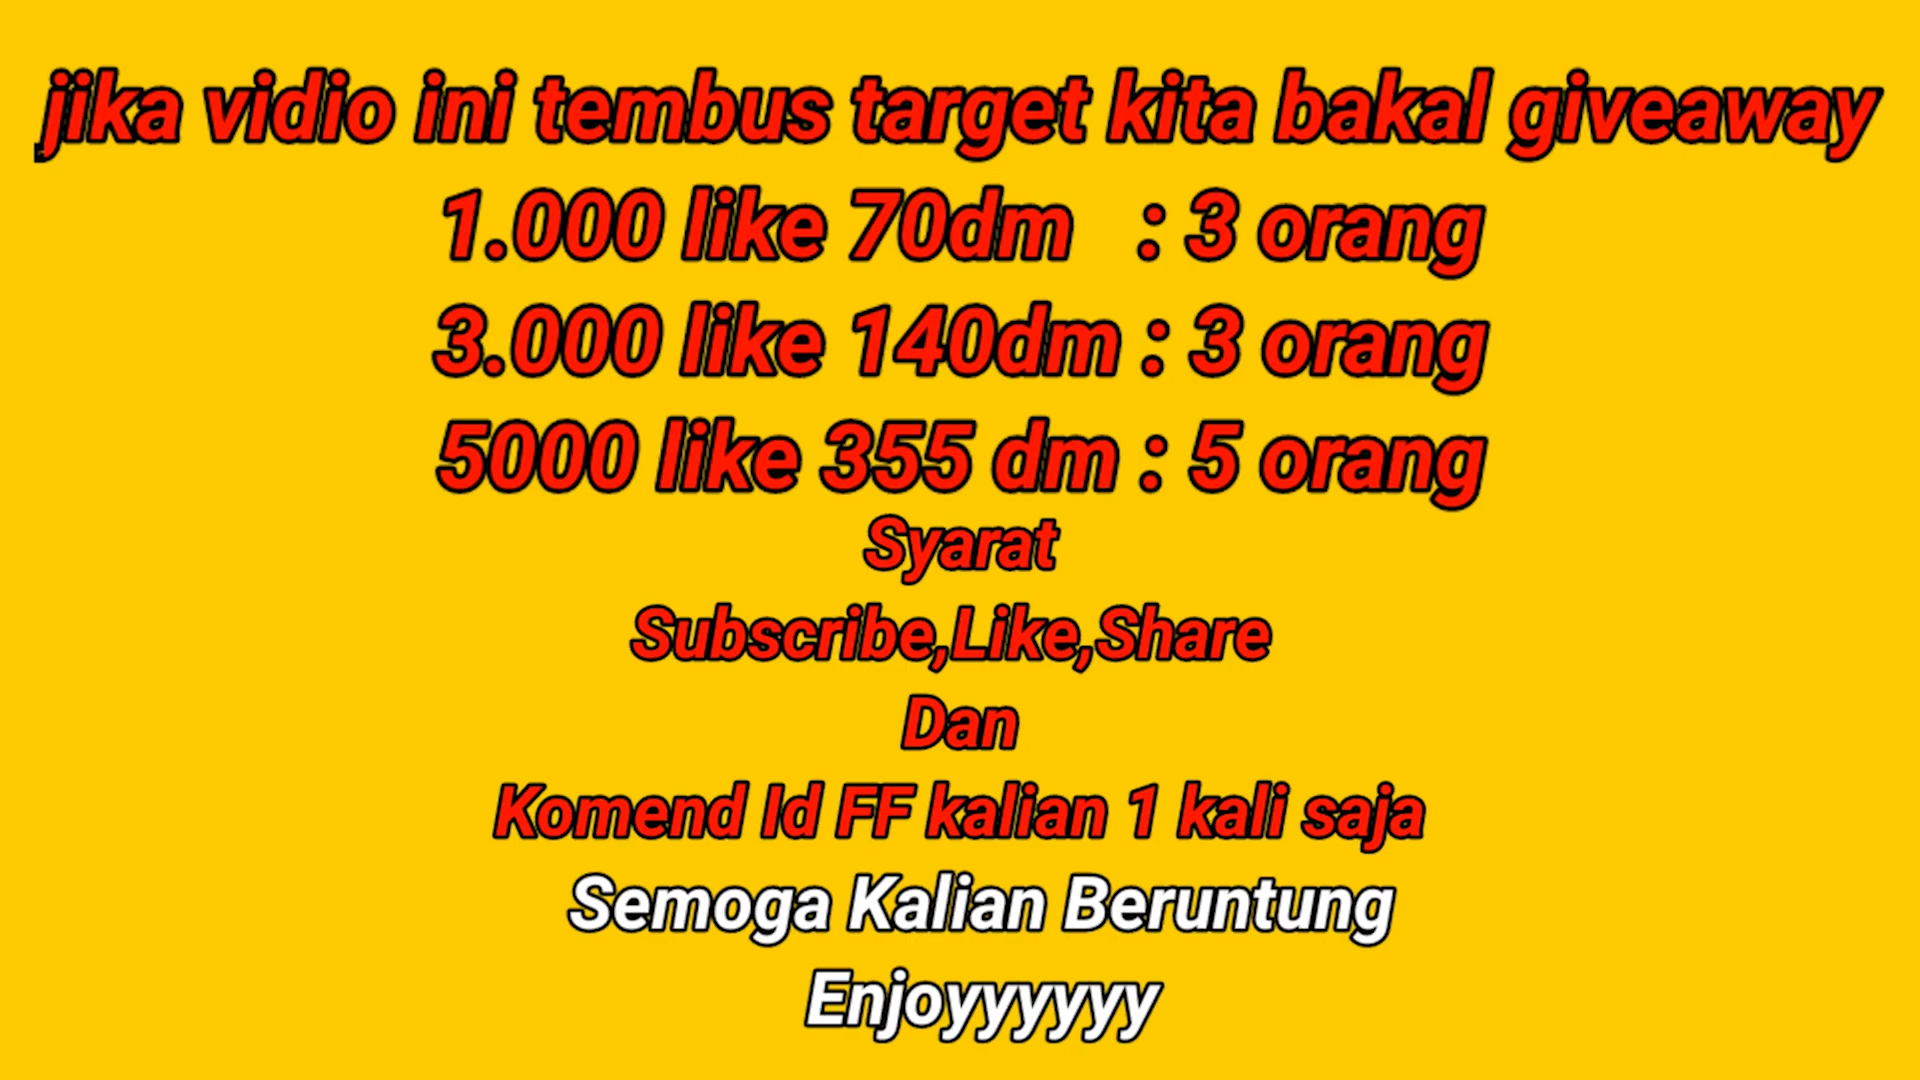 jika vidio ini tembus target kita bakal giveaway
1.000 like 70dm : 3 orang
3.000 like 140dm : 3 orang
5000 like 355 dm : 5 orang
Syarat
Subscribe,Like,Share
Dan
Komend Id FF kalian 1 kali saja
Semoga Kalian Beruntung
Enjoyyyyyy